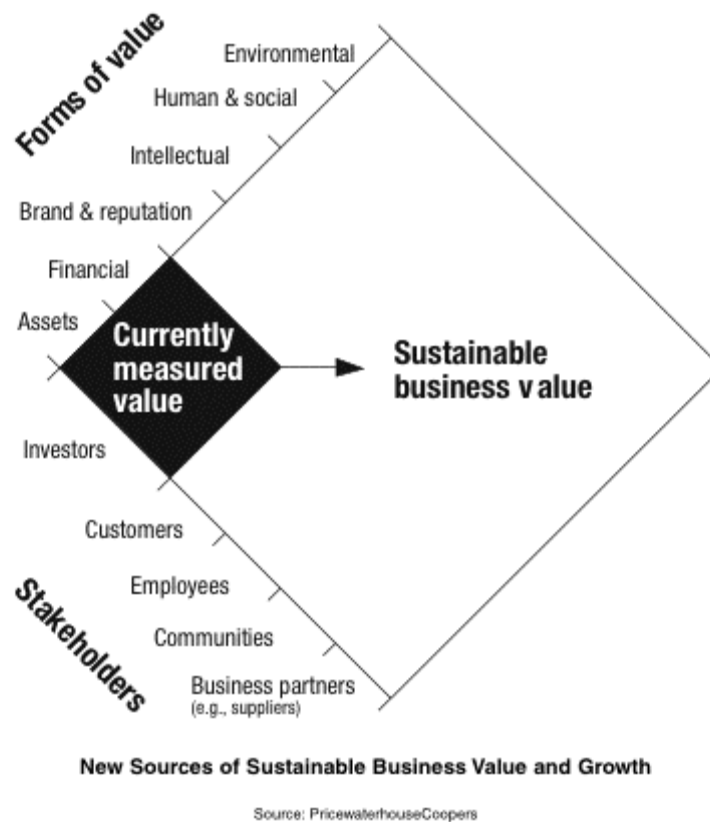 Forms of value
Environmental
Human & social
Intellectual
Brand & reputation
Financial
Assets
Currently
measured
value
Sustainable
business value
Investors
Customers
Employees
Communities
Business partners
(e.g., suppliers)
Stakeholders
New Sources of Sustainable Business Value and Growth
Source: PricewaterhouseCoopers